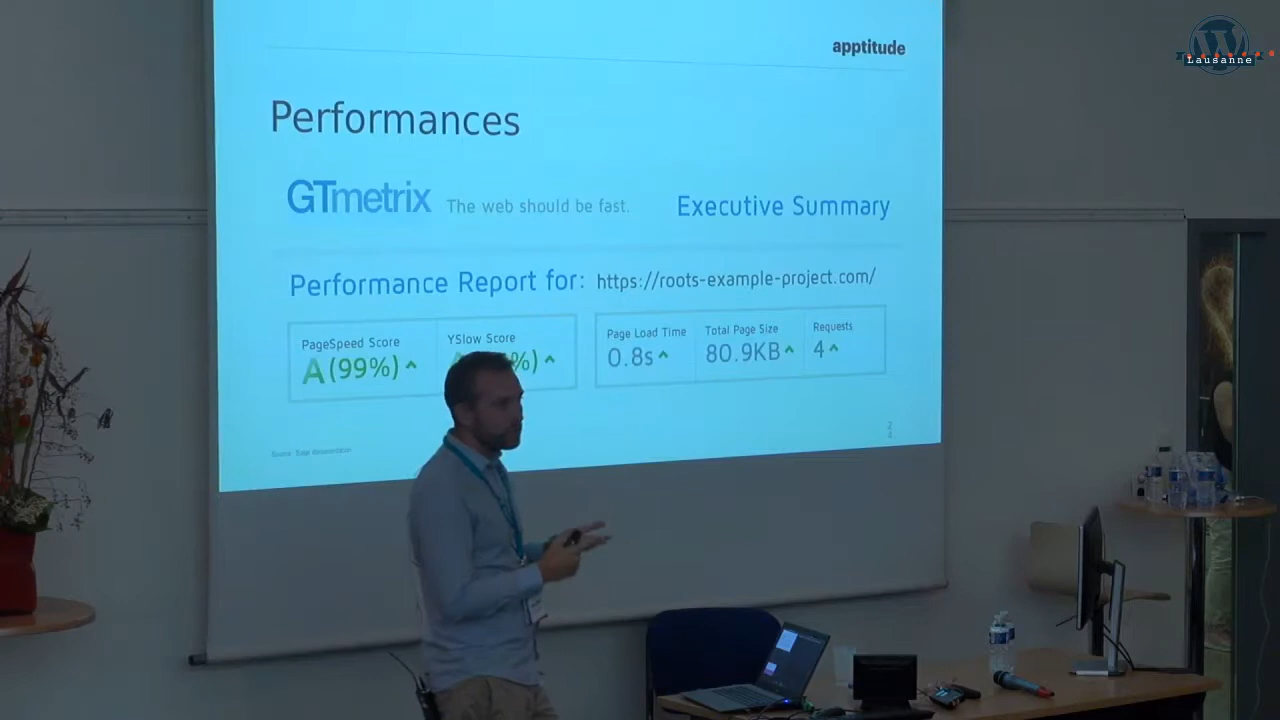 apptitude
Lausanne
Performances
GTmetrix The web should be fast. Executive Summary
Performance Report for: https://roots-example-project.com/
PageSpeed Score YSlow Score Page Load Time Total Page Size Requests
A (99%) %) 0.8s 80.9KB 4